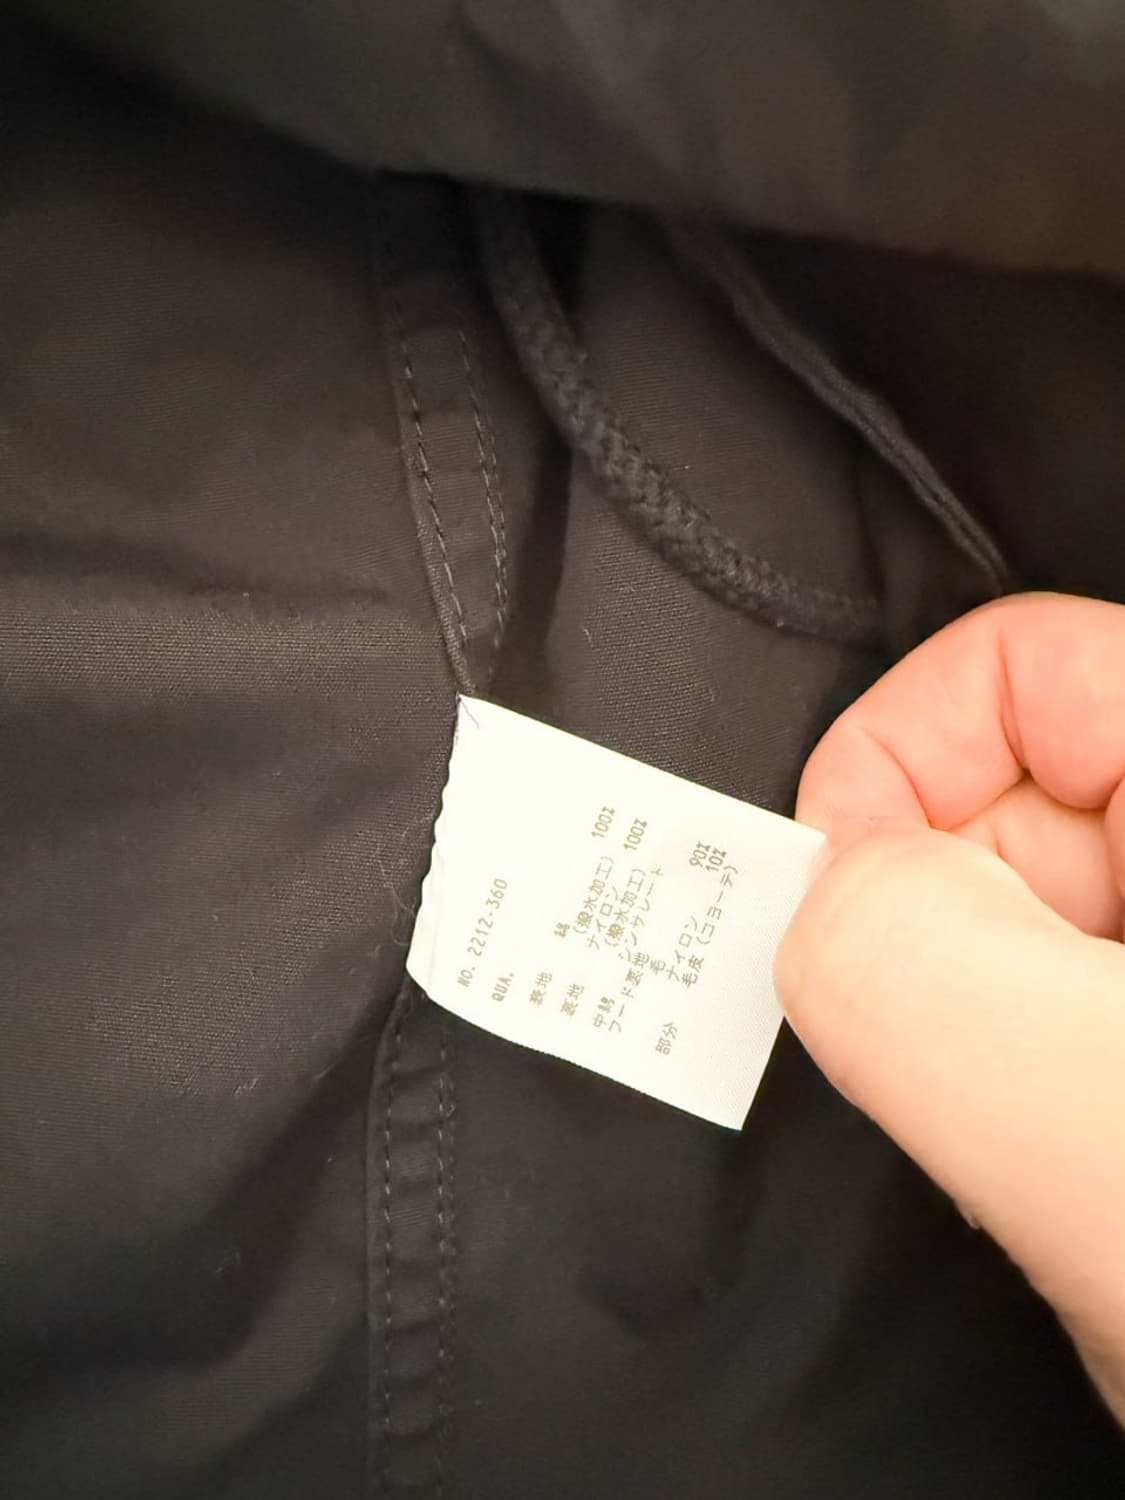 NO. 2212-360
QUA.
表地 綿 100%
(撥水加工)
裏地 ナイロン 100%
(撥水加工)
中綿 シンサレート
フード裏地
毛 90%
部分 ナイロン 10%
毛皮 (コヨーテ)